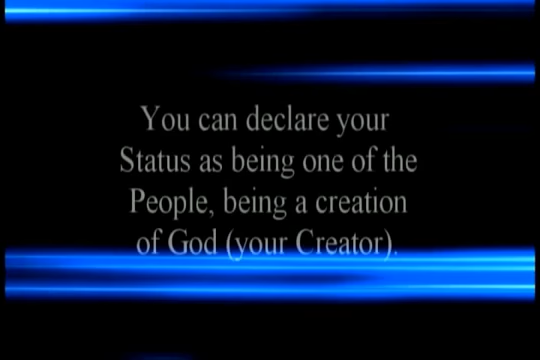 You can declare your
Status as being one of the
People, being a creation
of God (your Creator).